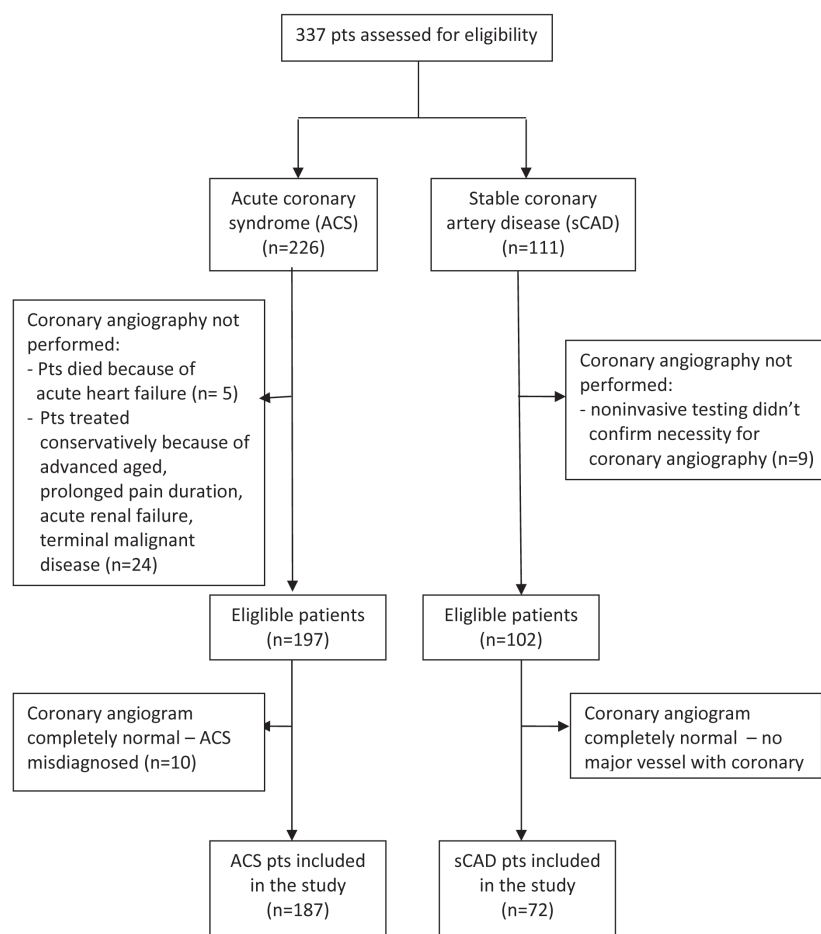 337 pts assessed for eligibility
Acute coronary
syndrome (ACS)
(n=226)
Stable coronary
artery disease (sCAD)
(n=111)
Coronary angiography not
performed:
- Pts died because of
acute heart failure (n= 5)
- Pts treated
conservatively because of
advanced aged,
prolonged pain duration,
acute renal failure,
terminal malignant
disease (n=24)
Coronary angiography not
performed:
- noninvasive testing didn’t
confirm necessity for
coronary angiography (n=9)
Eliglible patients
(n=197)
Eligible patients
(n=102)
Coronary angiogram
completely normal – ACS
misdiagnosed (n=10)
Coronary angiogram
completely normal – no
major vessel with coronary
ACS pts included
in the study
(n=187)
sCAD pts included
in the study
(n=72)